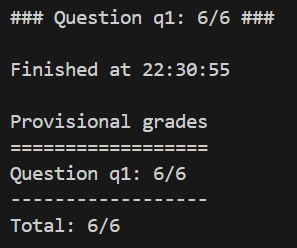 ### Question q1: 6/6 ###
Finished at 22:30:55
Provisional grades
==================
Question q1: 6/6
------------------
Total: 6/6